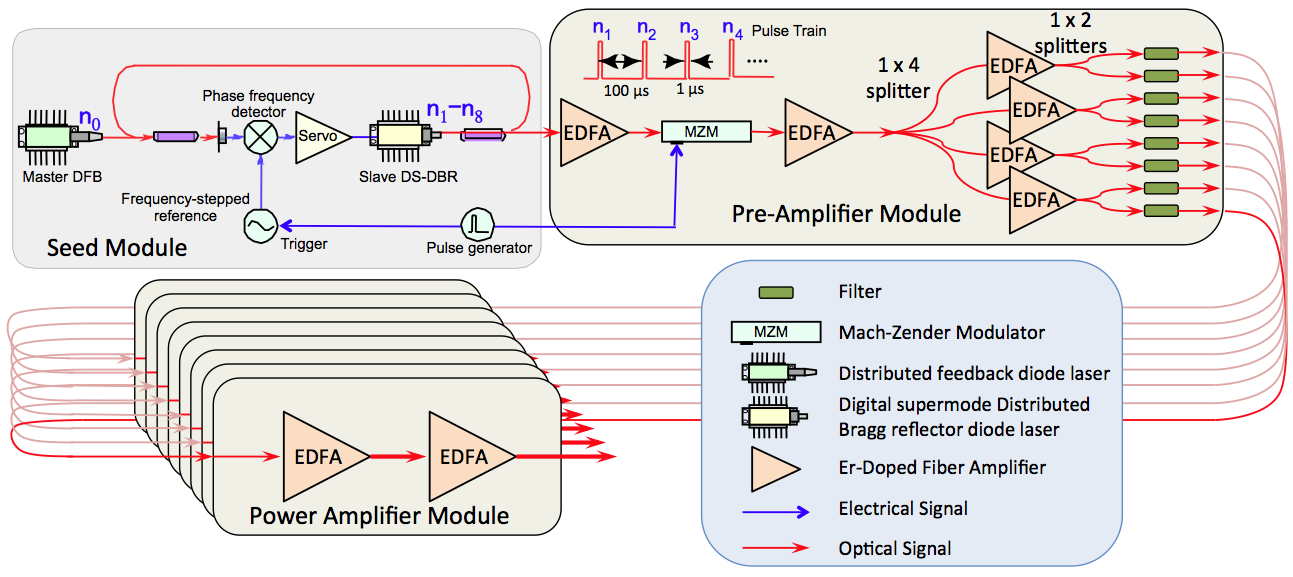 n0
Master DFB
Phase frequency
detector
Servo
n1–n8
Slave DS-DBR
Frequency-stepped
reference
Trigger
Pulse generator
Seed Module
n1
n2
n3
n4
Pulse Train
....
100 µs
1 µs
EDFA
MZM
EDFA
1 x 4
splitter
1 x 2
splitters
EDFA
EDFA
EDFA
EDFA
Pre-Amplifier Module
EDFA
EDFA
Power Amplifier Module
Filter
MZM
Mach-Zender Modulator
Distributed feedback diode laser
Digital supermode Distributed
Bragg reflector diode laser
Er-Doped Fiber Amplifier
Electrical Signal
Optical Signal